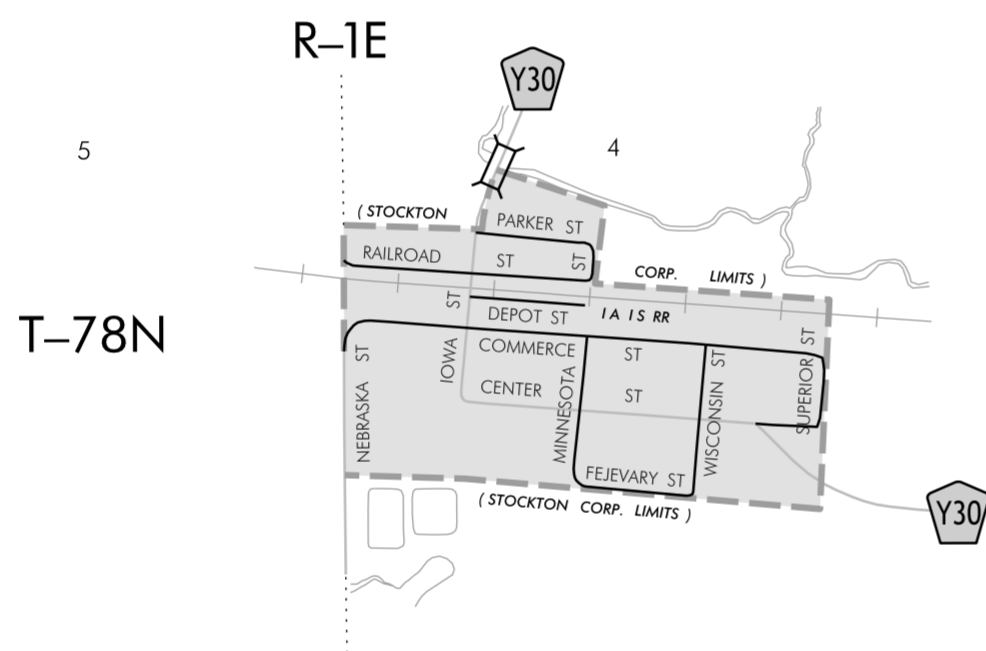 R–1E
Y30
5
4
( STOCKTON
PARKER ST
RAILROAD ST ST
CORP. LIMITS )
T–78N
ST
DEPOT ST
I A I S RR
ST
COMMERCE ST
ST
IOWA
CENTER ST
NEBRASKA
MINNESOTA
WISCONSIN
SUPERIOR ST
FEJEVARY ST
( STOCKTON CORP. LIMITS )
Y30